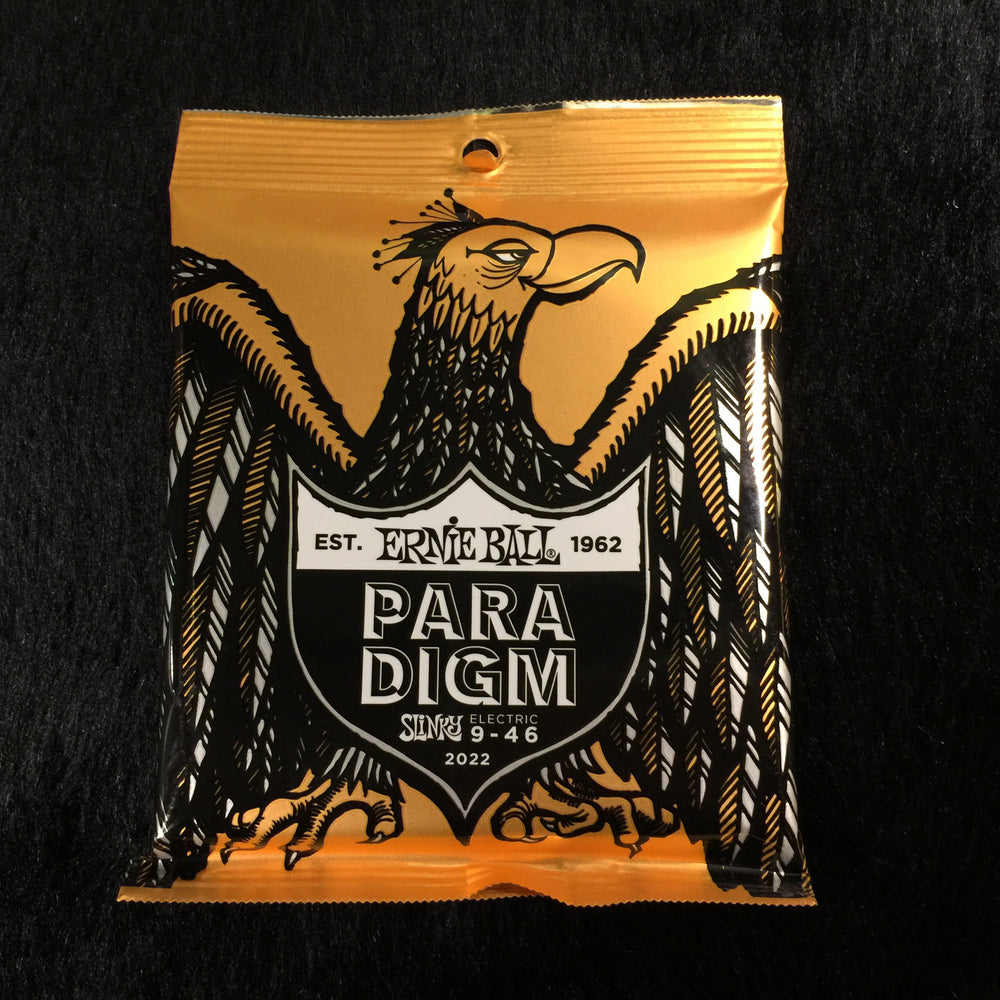 EST. ERNIE BALL® 1962
PARA
DIGM
SLINKY ELECTRIC
9-46
2022